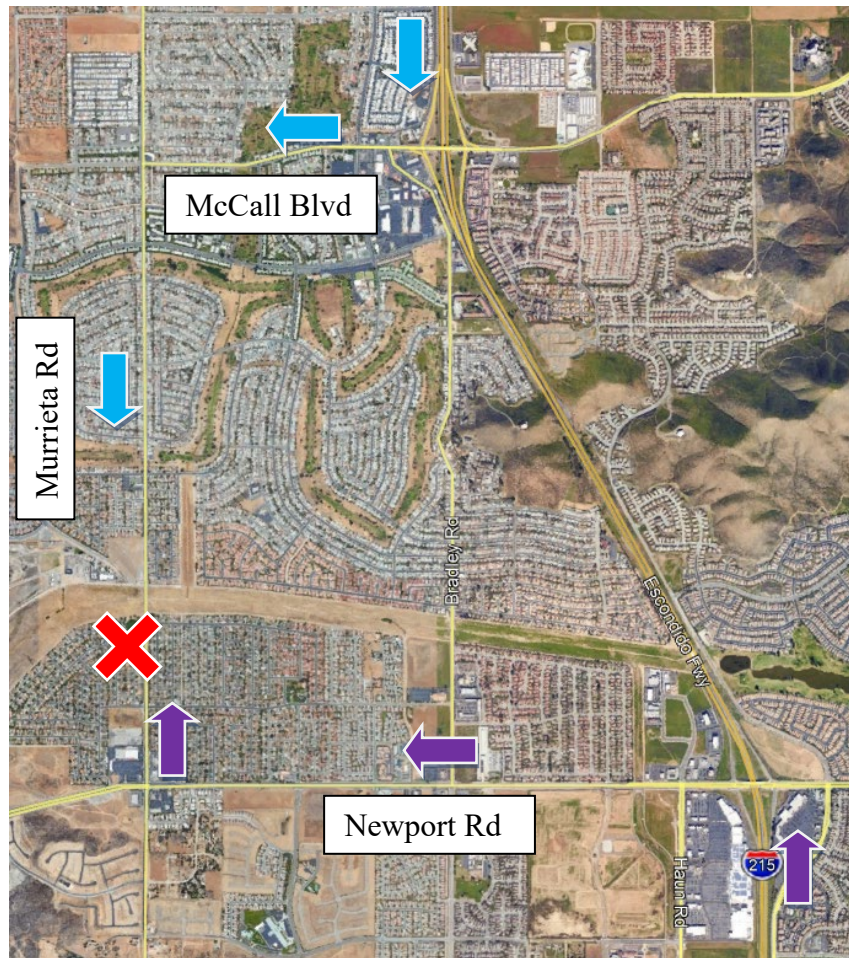 McCall Blvd
Murrieta Rd
Bradley Rd
Escondido Fwy
Newport Rd
Haun Rd
215